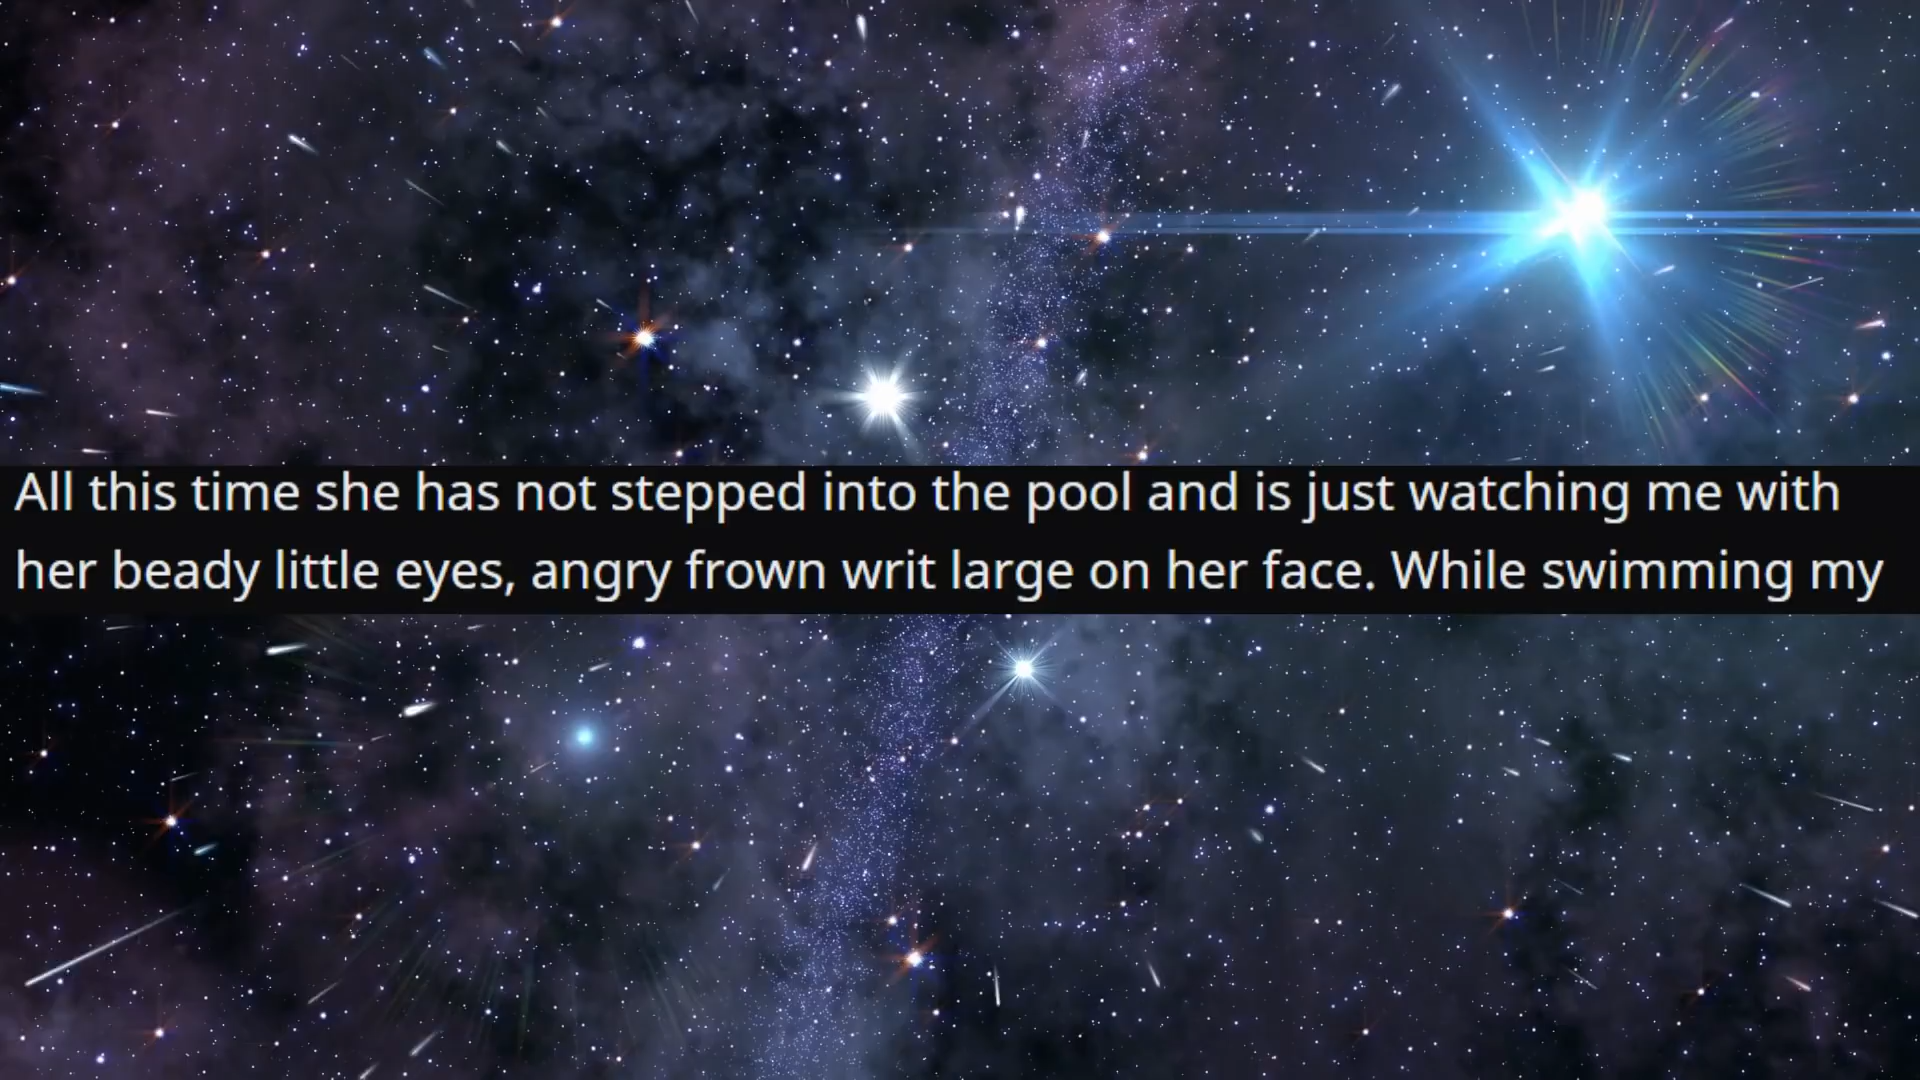 All this time she has not stepped into the pool and is just watching me with
her beady little eyes, angry frown writ large on her face. While swimming my